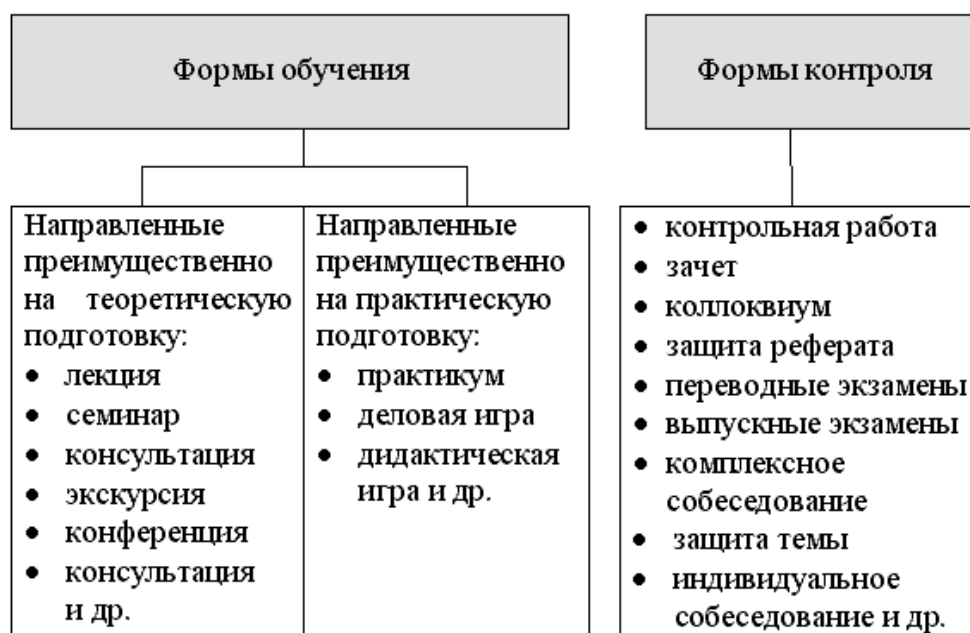 Формы обучения
Формы контроля
Направленные
преимущественно
на теоретическую
подготовку:
• лекция
• семинар
• консультация
• экскурсия
• конференция
• консультация
и др.
Направленные
преимущественно
на практическую
подготовку:
• практикум
• деловая игра
• дидактическая
игра и др.
• контрольная работа
• зачет
• коллоквиум
• защита реферата
• переводные экзамены
• выпускные экзамены
• комплексное
собеседование
• защита темы
• индивидуальное
собеседование и др.